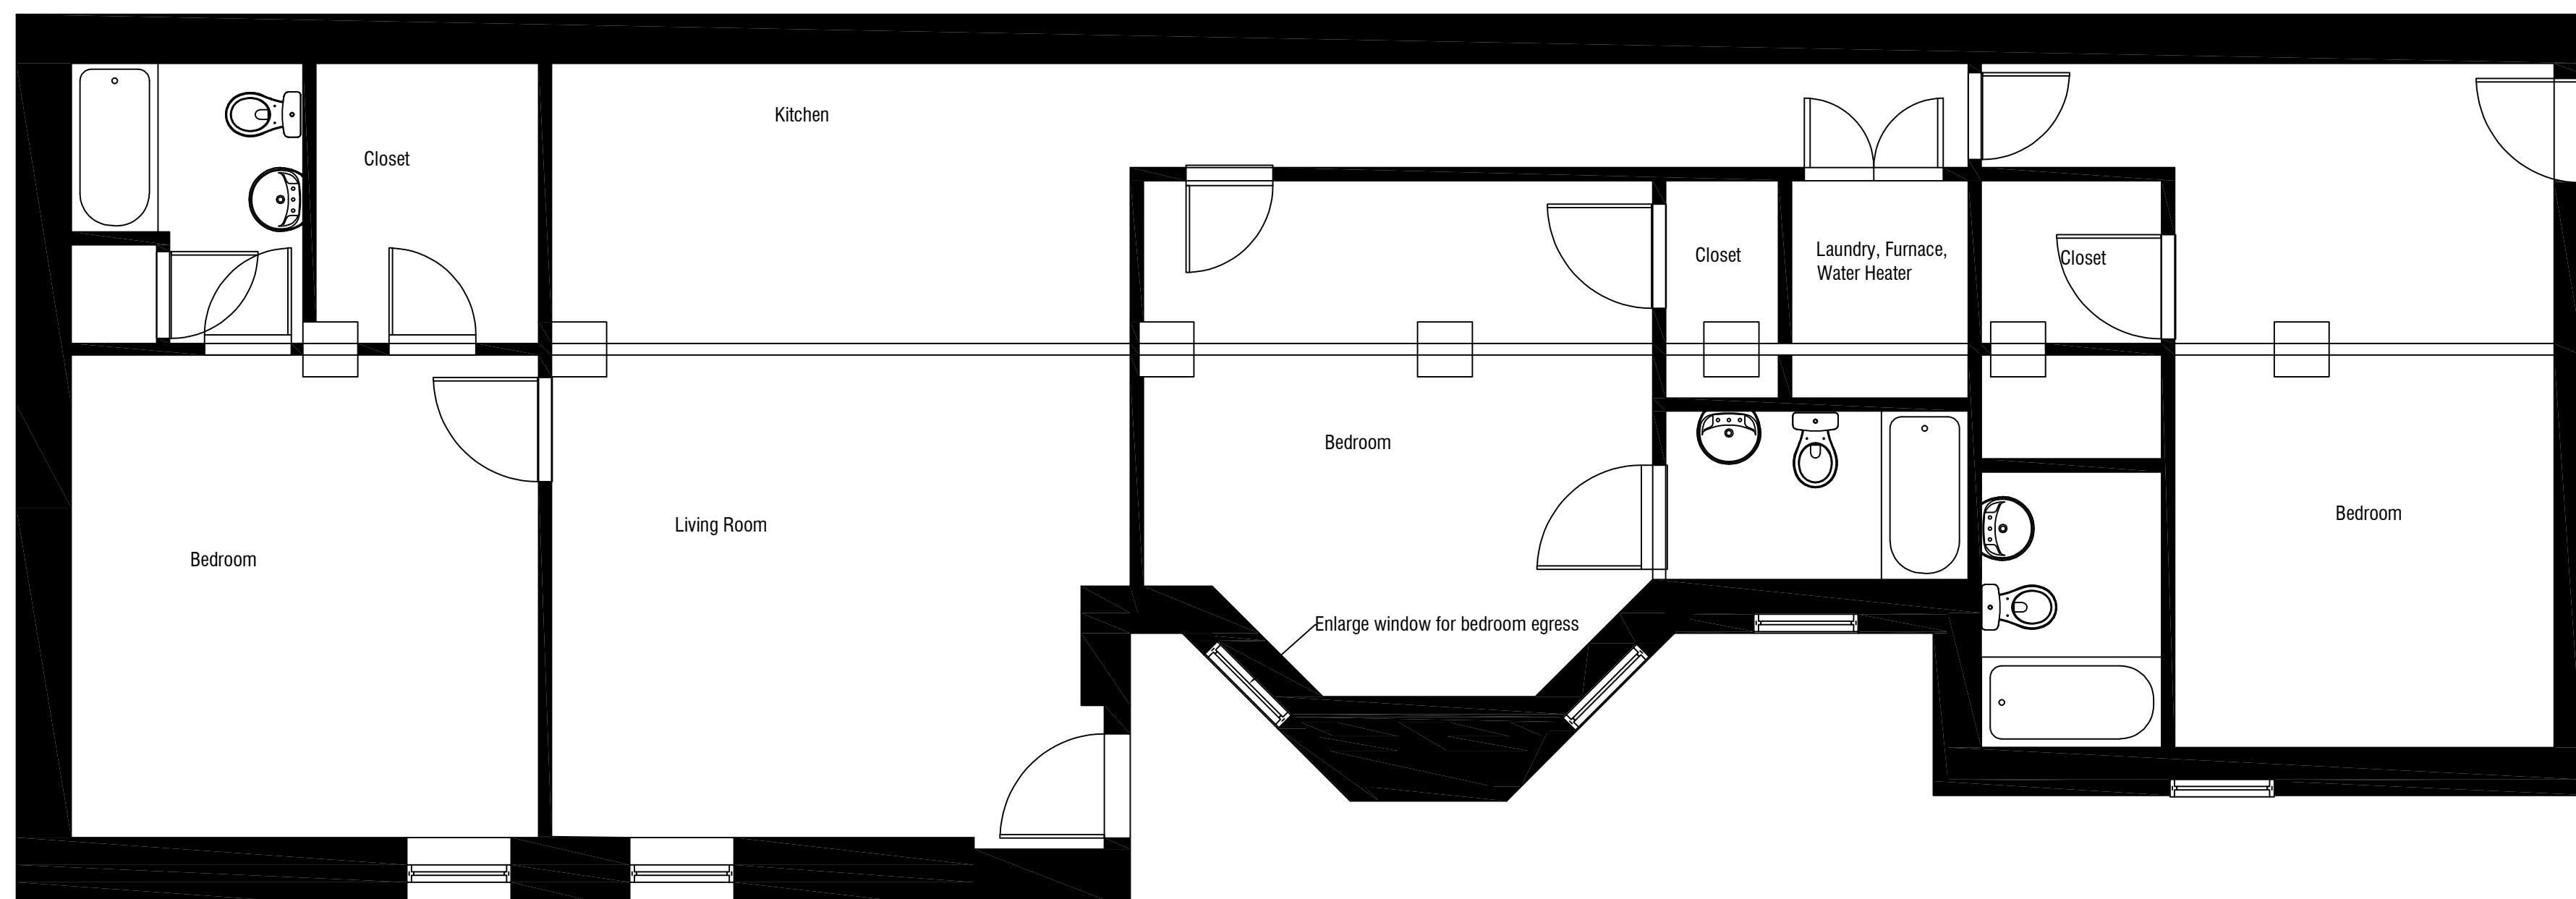 Kitchen
Closet
Closet
Laundry, Furnace,
Water Heater
Closet
Bedroom
Living Room
Bedroom
Bedroom
Enlarge window for bedroom egress